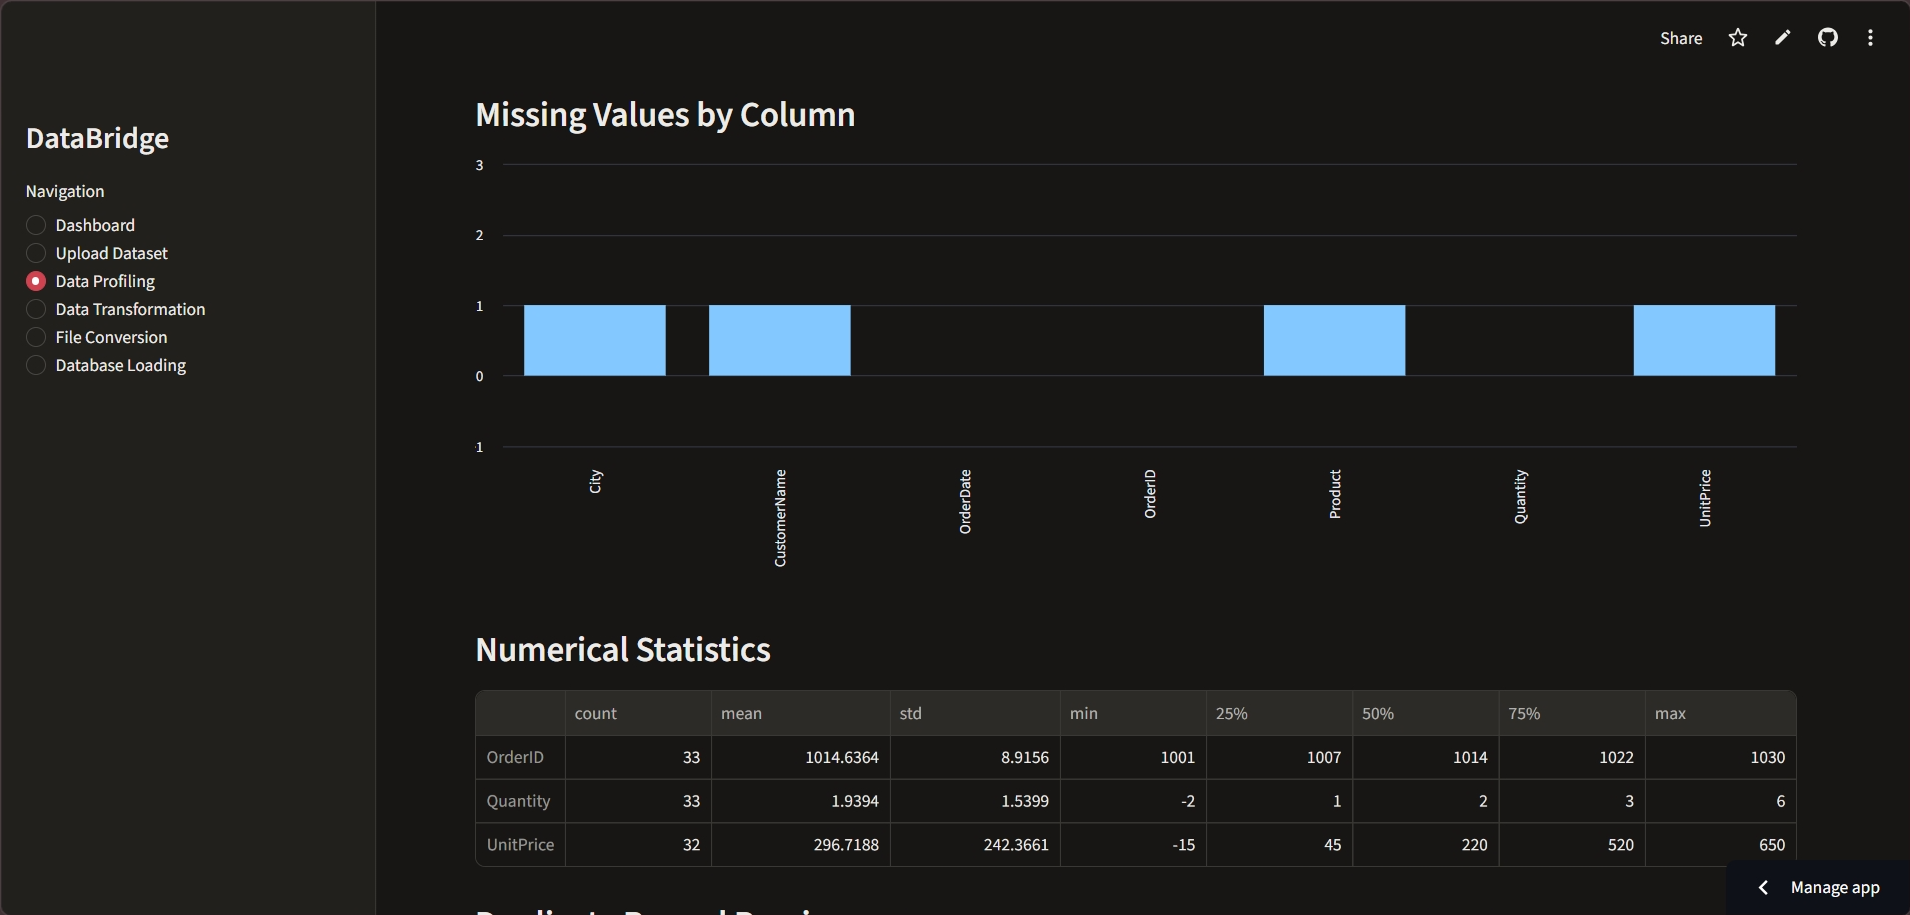 Share
DataBridge
Navigation
Dashboard
Upload Dataset
Data Profiling
Data Transformation
File Conversion
Database Loading
Missing Values by Column
3
2
1
0
-1
City
CustomerName
OrderDate
OrderID
Product
Quantity
UnitPrice
Numerical Statistics
count mean std min 25% 50% 75% max
OrderID 33 1014.6364 8.9156 1001 1007 1014 1022 1030
Quantity 33 1.9394 1.5399 -2 1 2 3 6
UnitPrice 32 296.7188 242.3661 -15 45 220 520 650
Manage app